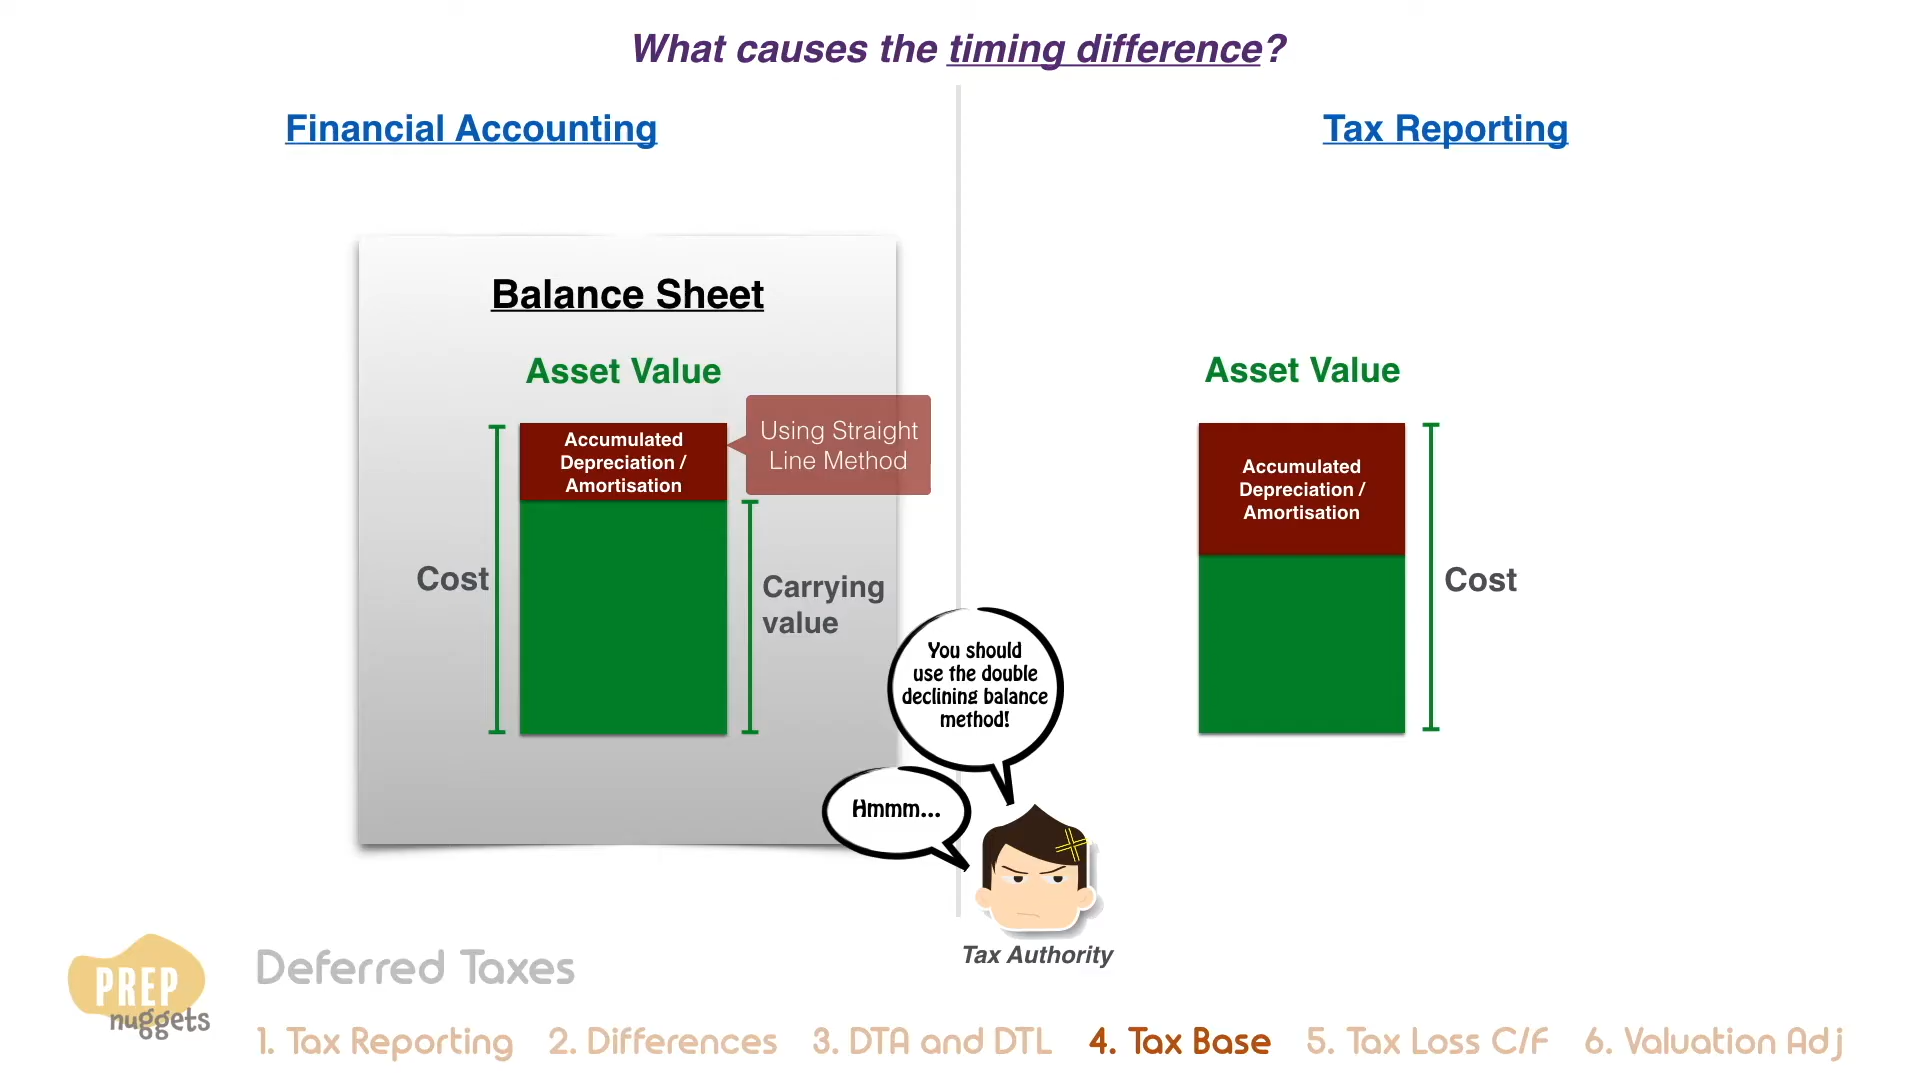 What causes the timing difference?
Financial Accounting
Balance Sheet
Asset Value
Accumulated
Depreciation /
Amortisation
Using Straight
Line Method
Cost
Carrying
value
Tax Reporting
Asset Value
Accumulated
Depreciation /
Amortisation
Cost
You should
use the double
declining balance
method!
Hmmm...
Tax Authority
PREP
nuggets
Deferred Taxes
1. Tax Reporting 2. Differences 3. DTA and DTL 4. Tax Base 5. Tax Loss C/F 6. Valuation Adj